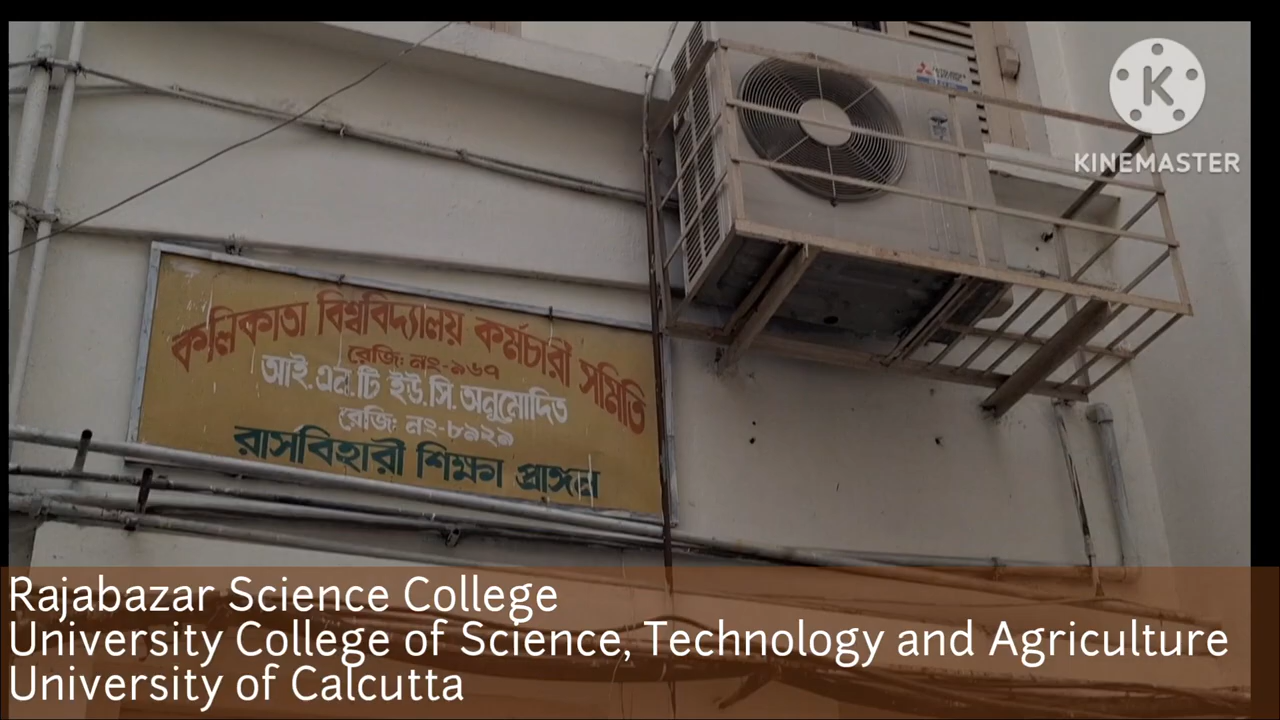 KINEMASTER
কলিকাতা বিশ্ববিদ্যালয় কর্মচারী সমিতি
রেজিঃ নং-৯৬৭
আই.এন.টি ইউ.সি. অনুমোদিত
রেজিঃ নং-৮৯২৯
রাসবিহারী শিক্ষা প্রাঙ্গন
Rajabazar Science College
University College of Science, Technology and Agriculture
University of Calcutta